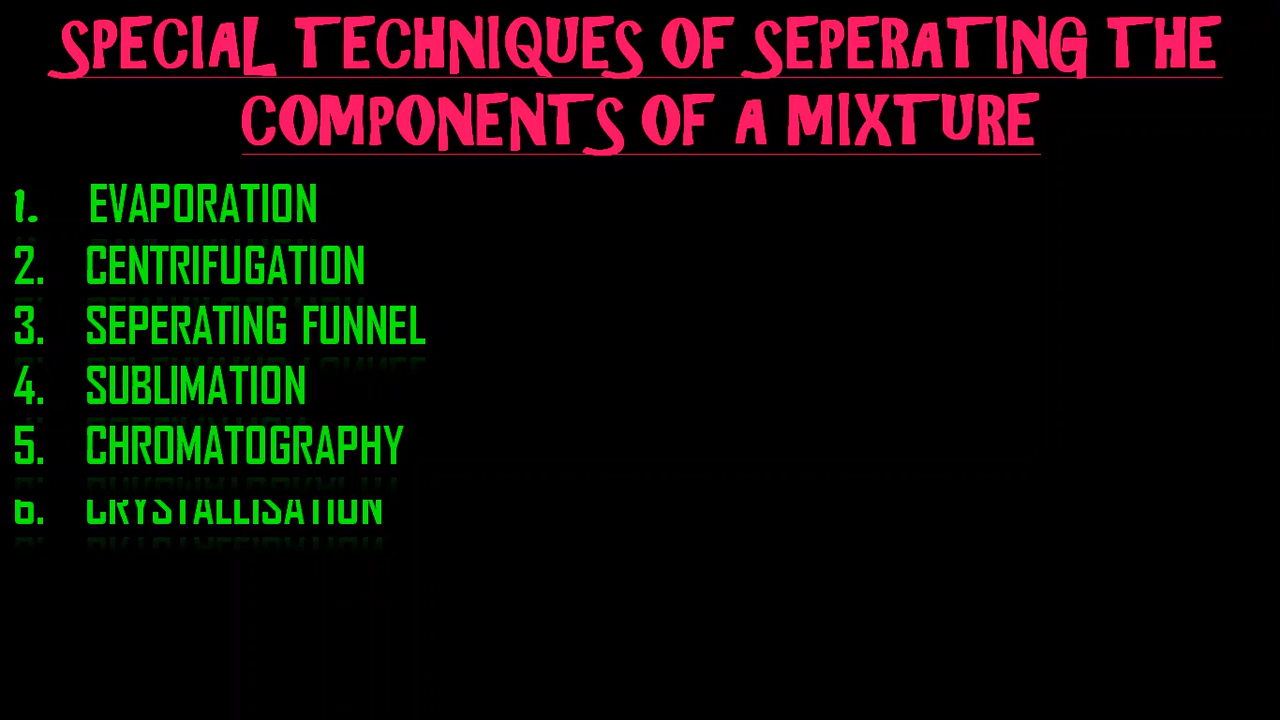 SPECIAL TECHNIQUES OF SEPERATING THE
COMPONENTS OF A MIXTURE
1. EVAPORATION
2. CENTRIFUGATION
3. SEPERATING FUNNEL
4. SUBLIMATION
5. CHROMATOGRAPHY
6. CRYSTALLISATION